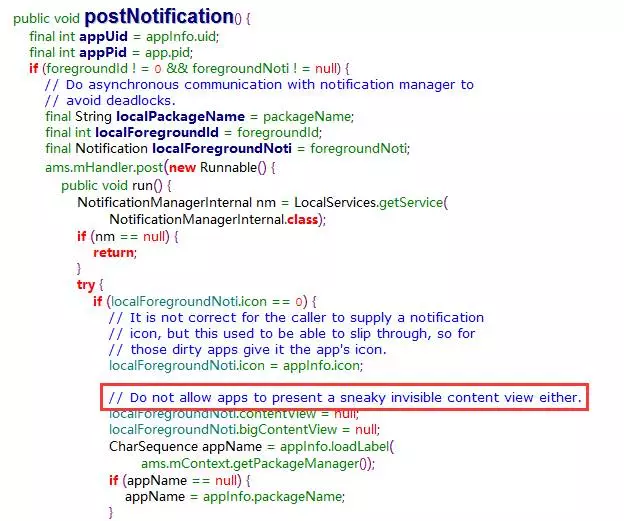 public void postNotification() {
final int appUid = appInfo.uid;
final int appPid = app.pid;
if (foregroundId ! = 0 && foregroundNoti ! = null) {
// Do asynchronous communication with notification manager to
// avoid deadlocks.
final String localPackageName = packageName;
final int localForegroundId = foregroundId;
final Notification localForegroundNoti = foregroundNoti;
ams.mHandler.post(new Runnable() {
public void run() {
NotificationManagerInternal nm = LocalServices.getService(
NotificationManagerInternal.class);
if (nm == null) {
return;
}
try {
if (localForegroundNoti.icon == 0) {
// It is not correct for the caller to supply a notification
// icon, but this used to be able to slip through, so for
// those dirty apps give it the app's icon.
localForegroundNoti.icon = appInfo.icon;
// Do not allow apps to present a sneaky invisible content view either.
localForegroundNoti.contentView = null;
localForegroundNoti.bigContentView = null;
CharSequence appName = appInfo.loadLabel(
ams.mContext.getPackageManager());
if (appName == null) {
appName = appInfo.packageName;
}